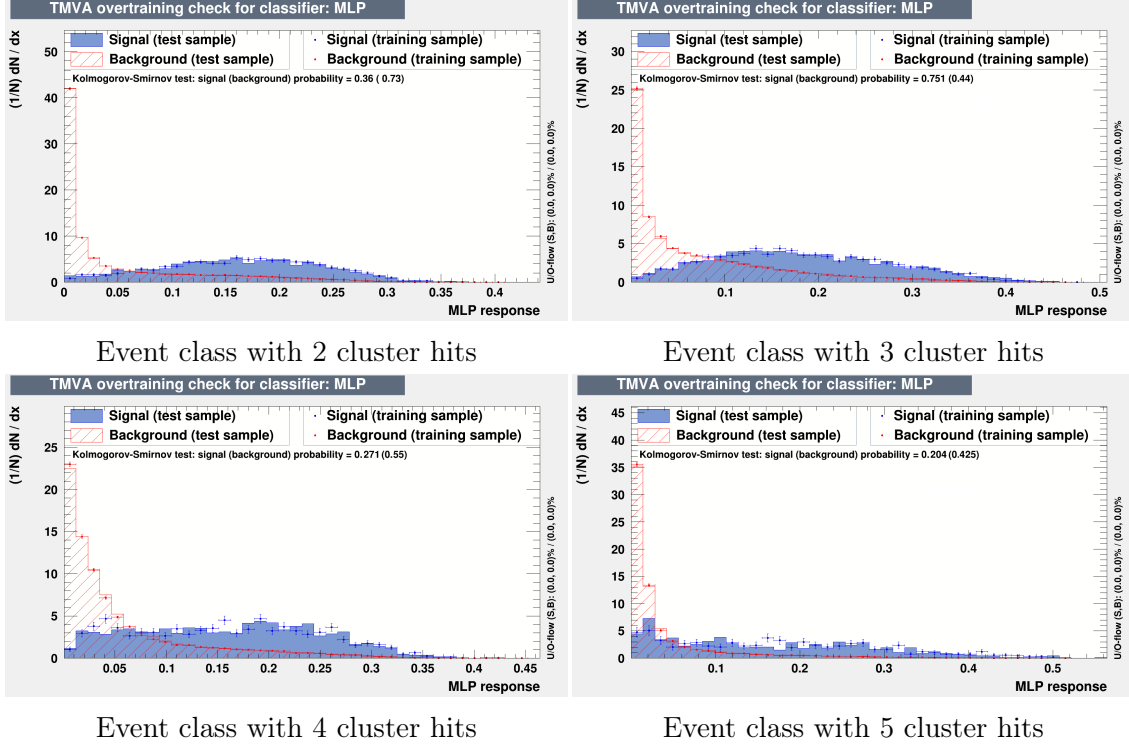 TMVA overtraining check for classifier: MLP
(1/N) dN / dx
Signal (test sample)
Background (test sample)
Signal (training sample)
Background (training sample)
Kolmogorov-Smirnov test: signal (background) probability = 0.36 ( 0.73)
50
40
30
20
10
0
0 0.05 0.1 0.15 0.2 0.25 0.3 0.35 0.4
MLP response
U/O-flow (S,B): (0.0, 0.0)% / (0.0, 0.0)%
Event class with 2 cluster hits
TMVA overtraining check for classifier: MLP
(1/N) dN / dx
Signal (test sample)
Background (test sample)
Signal (training sample)
Background (training sample)
Kolmogorov-Smirnov test: signal (background) probability = 0.751 (0.44)
30
25
20
15
10
5
0
0.1 0.2 0.3 0.4 0.5
MLP response
U/O-flow (S,B): (0.0, 0.0)% / (0.0, 0.0)%
Event class with 3 cluster hits
TMVA overtraining check for classifier: MLP
(1/N) dN / dx
Signal (test sample)
Background (test sample)
Signal (training sample)
Background (training sample)
Kolmogorov-Smirnov test: signal (background) probability = 0.271 (0.55)
25
20
15
10
5
0
0.05 0.1 0.15 0.2 0.25 0.3 0.35 0.4 0.45
MLP response
U/O-flow (S,B): (0.0, 0.0)% / (0.0, 0.0)%
Event class with 4 cluster hits
TMVA overtraining check for classifier: MLP
(1/N) dN / dx
Signal (test sample)
Background (test sample)
Signal (training sample)
Background (training sample)
Kolmogorov-Smirnov test: signal (background) probability = 0.204 (0.425)
45
40
35
30
25
20
15
10
5
0
0.1 0.2 0.3 0.4 0.5
MLP response
U/O-flow (S,B): (0.0, 0.0)% / (0.0, 0.0)%
Event class with 5 cluster hits